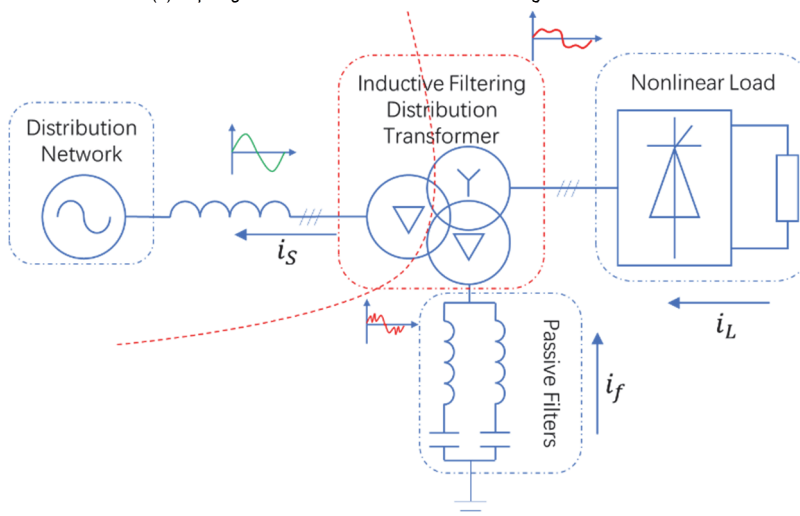 Distribution
Network
Inductive Filtering
Distribution
Transformer
Nonlinear Load
i_S
i_L
i_f
Passive Filters